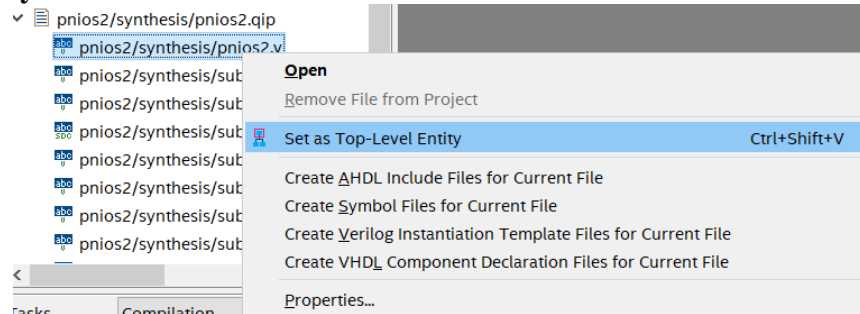 pnios2/synthesis/pnios2.qip
pnios2/synthesis/pnios2.v
pnios2/synthesis/sub
pnios2/synthesis/sub
pnios2/synthesis/sub
pnios2/synthesis/sub
pnios2/synthesis/sub
pnios2/synthesis/sub
pnios2/synthesis/sub
Open
Remove File from Project
Set as Top-Level Entity Ctrl+Shift+V
Create AHDL Include Files for Current File
Create Symbol Files for Current File
Create Verilog Instantiation Template Files for Current File
Create VHDL Component Declaration Files for Current File
Properties...
Tasks Compilation